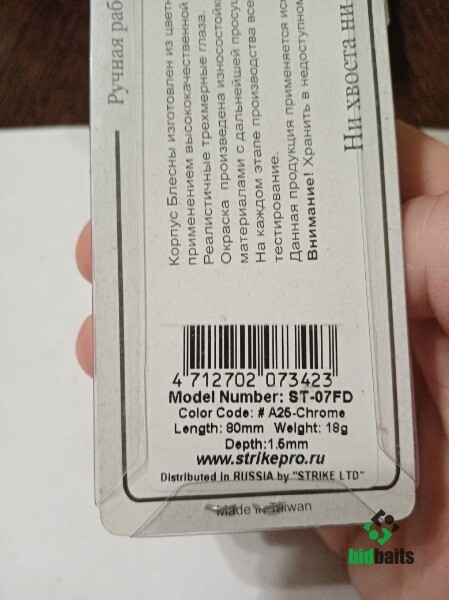 Ручная раб
Корпус Блесны изготовлен из цветн
применением высококачественной
Реалистичные трехмерные глаза.
Окраска произведена износостойк
материалами с дальнейшей просу
На каждом этапе производства все
тестирование.
Данная продукция применяется ис
Внимание! Хранить в недоступном
Ни хвоста ни
4 712702 073423
Model Number: ST-07FD
Color Code: # A25-Chrome
Length: 80mm Weight: 18g
Depth:1.5mm
www.strikepro.ru
Distributed in RUSSIA by "STRIKE LTD"
Made in Taiwan
bidbaits